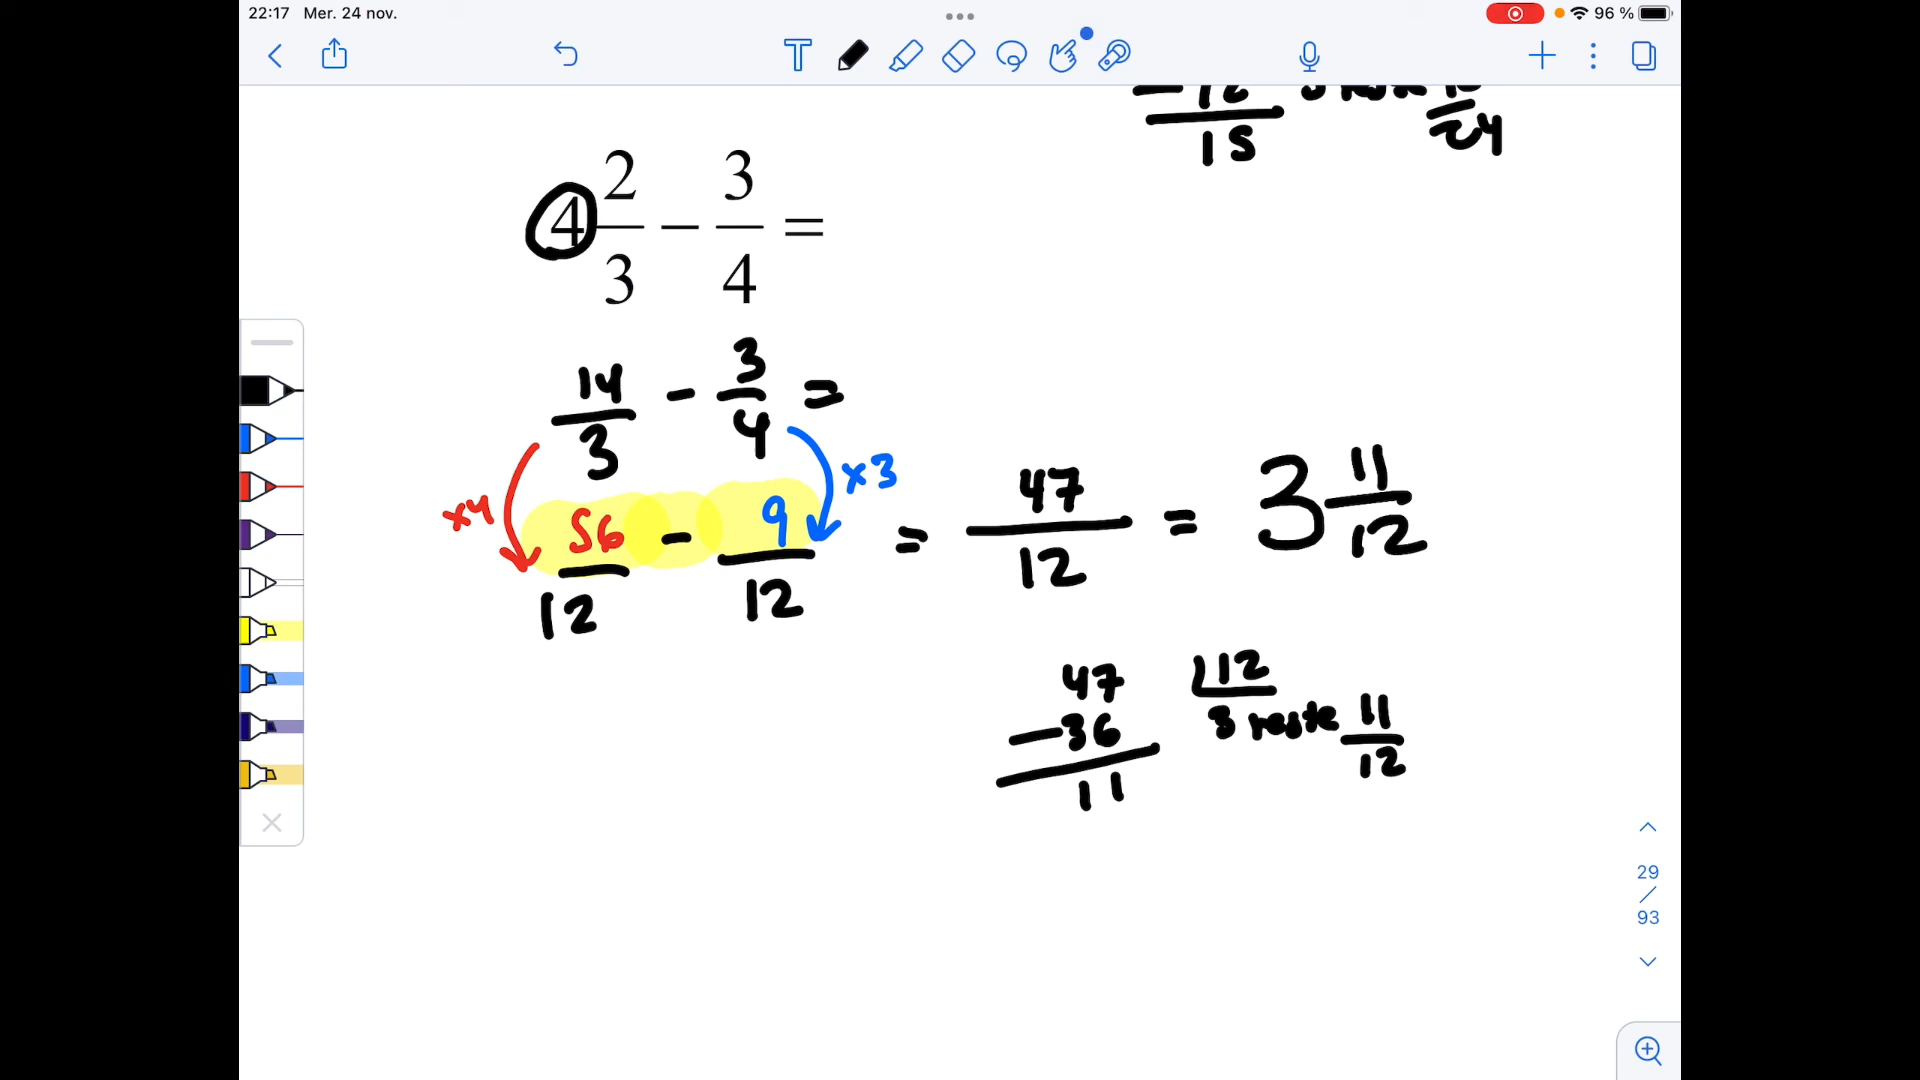 22:17 Mer. 24 nov.
96 %
15
24
4 2/3 - 3/4 =
14/3 - 3/4 =
x4
x3
56/12 - 9/12 = 47/12 = 3 11/12
47 12
-36 3 reste 11/12
11
29
93